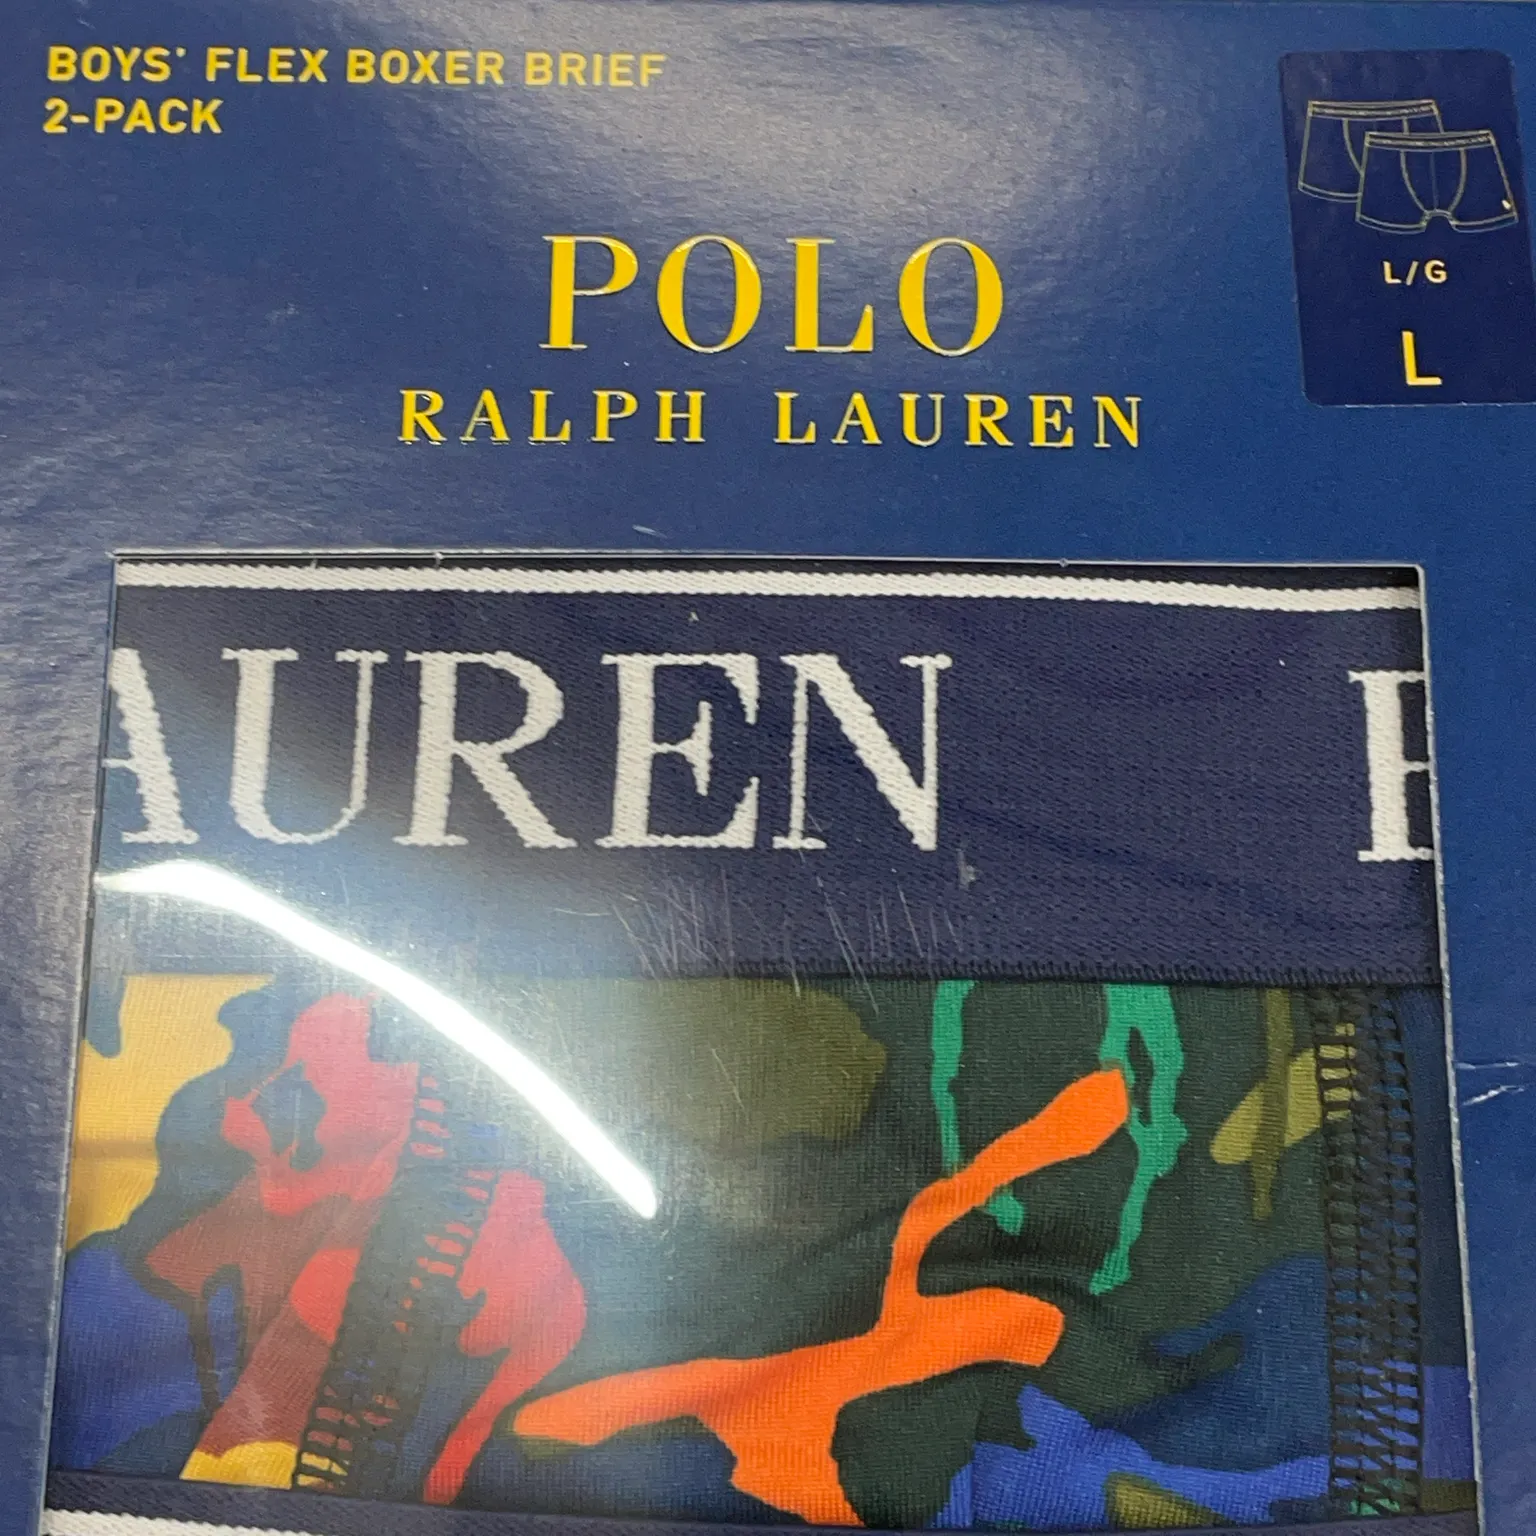 BOYS' FLEX BOXER BRIEF
2-PACK
L/G
L
POLO
RALPH LAUREN
AUREN